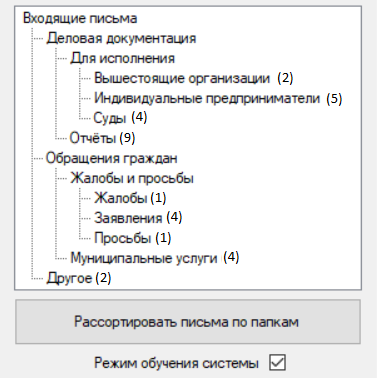 Входящие письма
Деловая документация
Для исполнения
Вышестоящие организации (2)
Индивидуальные предприниматели (5)
Суды (4)
Отчёты (9)
Обращения граждан
Жалобы и просьбы
Жалобы (1)
Заявления (4)
Просьбы (1)
Муниципальные услуги (4)
Другое (2)
Рассортировать письма по папкам
Режим обучения системы